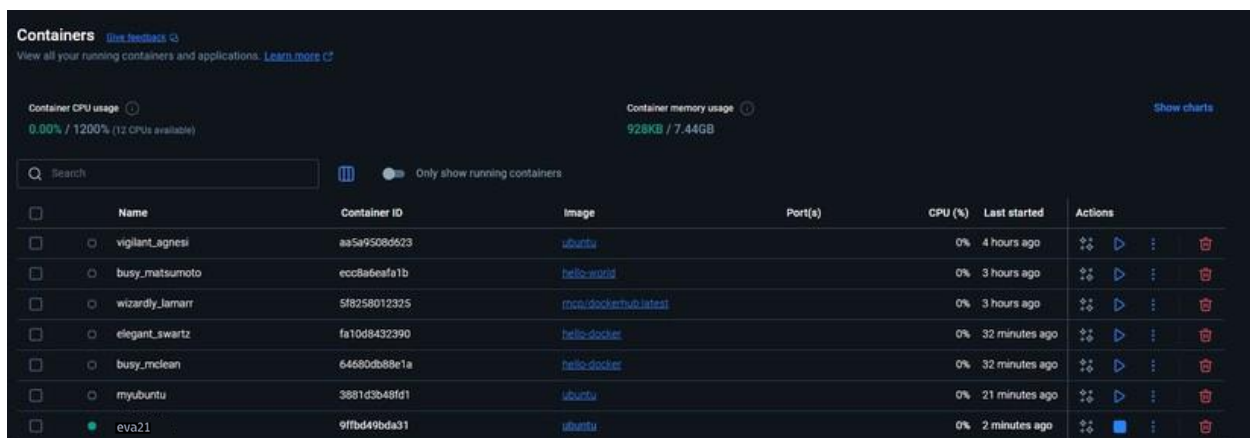 Containers Give feedback
View all your running containers and applications. Learn more
Container CPU usage
Container memory usage
Show charts
0.00% / 1200% (12 CPUs available)
928KB / 7.44GB
Search
Only show running containers
Name Container ID Image Port(s) CPU (%) Last started Actions
vigilant_agnesi aa5a9508d623 ubuntu 0% 4 hours ago
busy_matsumoto ecc8a6eafa1b hello-world 0% 3 hours ago
wizardly_lamarr 5f8258012325 mcp/dockerhub:latest 0% 3 hours ago
elegant_swartz fa10d8432390 hello-docker 0% 32 minutes ago
busy_mclean 64680db88e1a hello-docker 0% 32 minutes ago
myubuntu 3881d3b48fd1 ubuntu 0% 21 minutes ago
eva21 9ffbd49bda31 ubuntu 0% 2 minutes ago